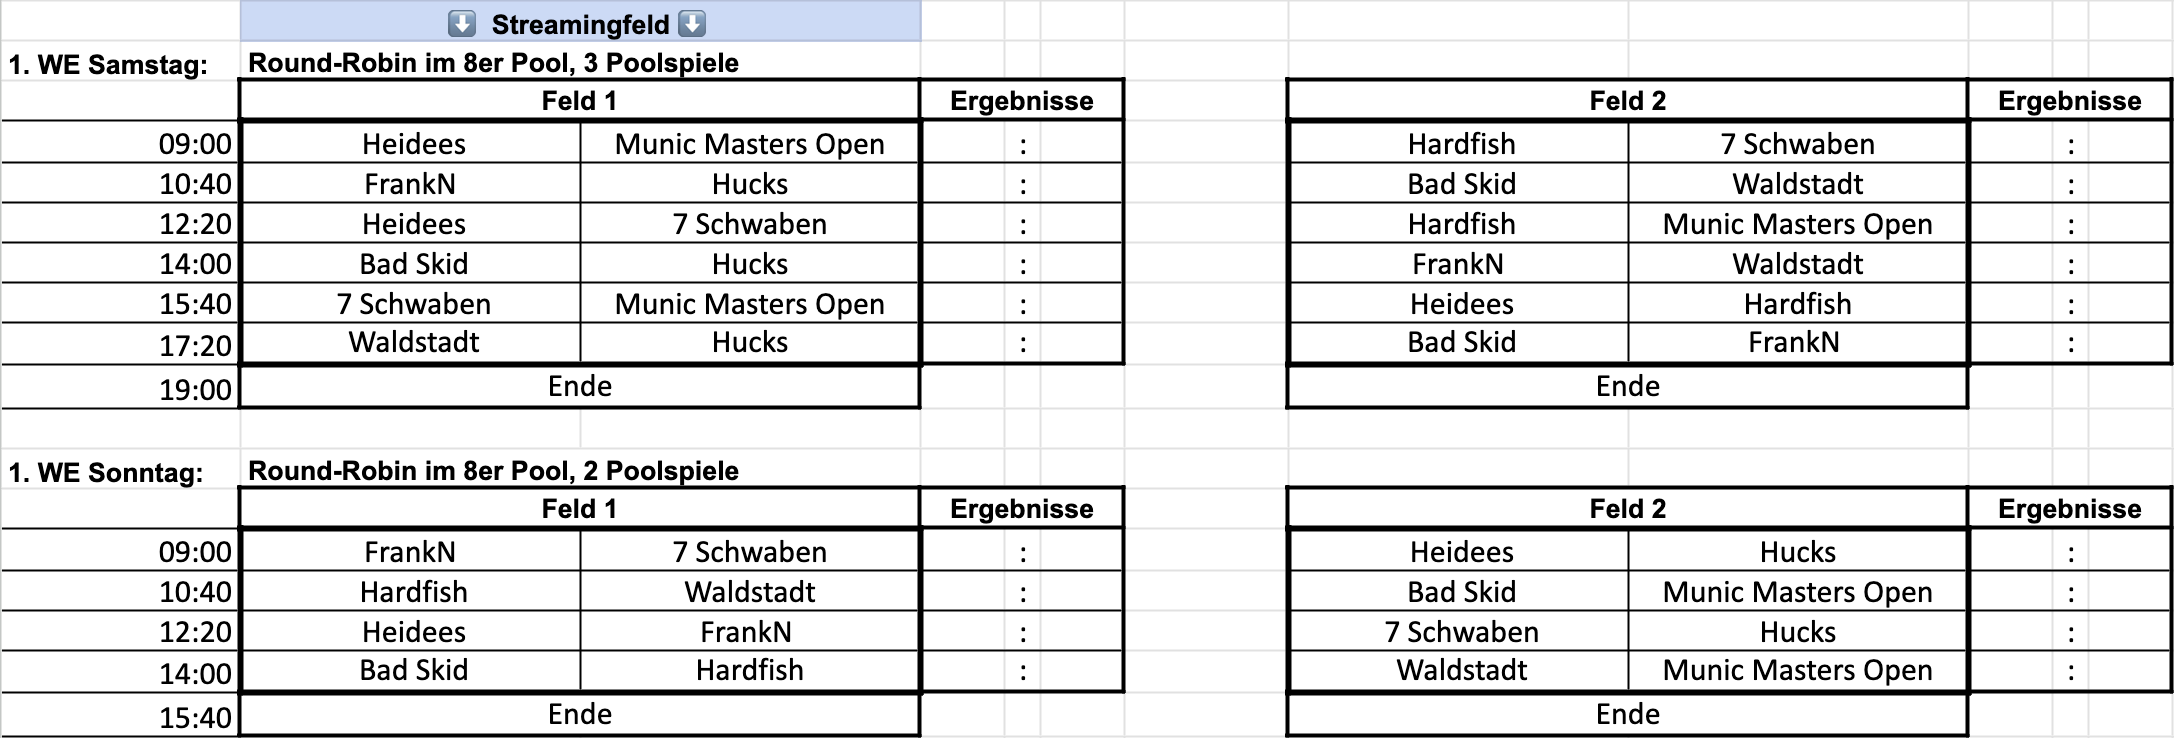 ⬇️ Streamingfeld ⬇️
1. WE Samstag: Round-Robin im 8er Pool, 3 Poolspiele
Feld 1 Ergebnisse Feld 2 Ergebnisse
09:00 Heidees Munic Masters Open : Hardfish 7 Schwaben :
10:40 FrankN Hucks : Bad Skid Waldstadt :
12:20 Heidees 7 Schwaben : Hardfish Munic Masters Open :
14:00 Bad Skid Hucks : FrankN Waldstadt :
15:40 7 Schwaben Munic Masters Open : Heidees Hardfish :
17:20 Waldstadt Hucks : Bad Skid FrankN :
19:00 Ende Ende
1. WE Sonntag: Round-Robin im 8er Pool, 2 Poolspiele
Feld 1 Ergebnisse Feld 2 Ergebnisse
09:00 FrankN 7 Schwaben : Heidees Hucks :
10:40 Hardfish Waldstadt : Bad Skid Munic Masters Open :
12:20 Heidees FrankN : 7 Schwaben Hucks :
14:00 Bad Skid Hardfish : Waldstadt Munic Masters Open :
15:40 Ende Ende